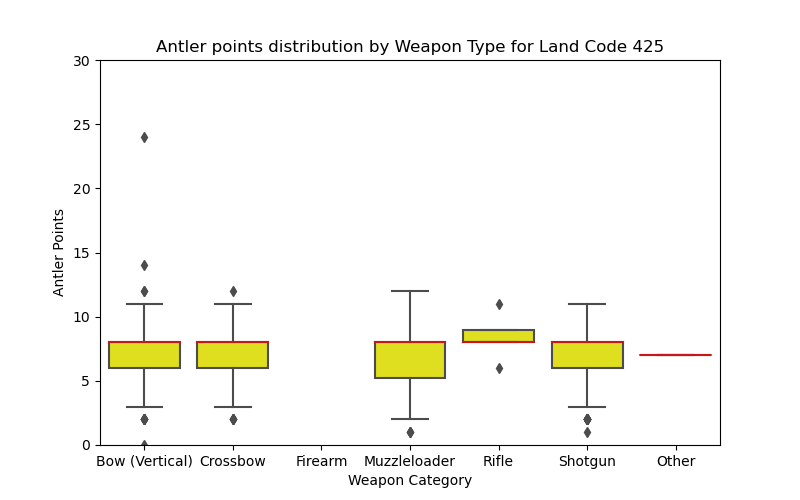 Antler points distribution by Weapon Type for Land Code 425
30
25
20
15
10
5
0
Antler Points
Bow (Vertical) Crossbow Firearm Muzzleloader Rifle Shotgun Other
Weapon Category